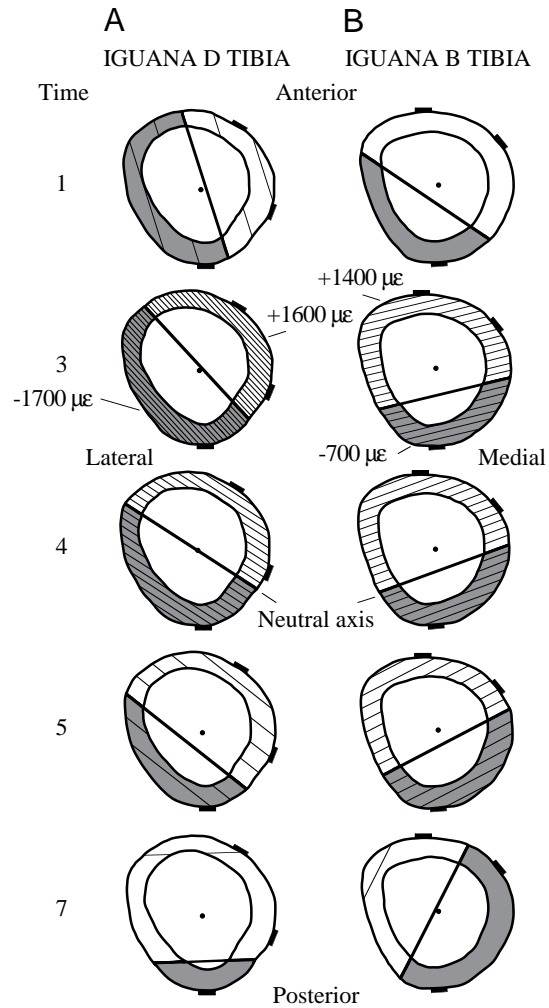 A B
IGUANA D TIBIA IGUANA B TIBIA
Time Anterior
1
+1400 με
+1600 με
3
-1700 με
-700 με
Lateral Medial
4
Neutral axis
5
7
Posterior